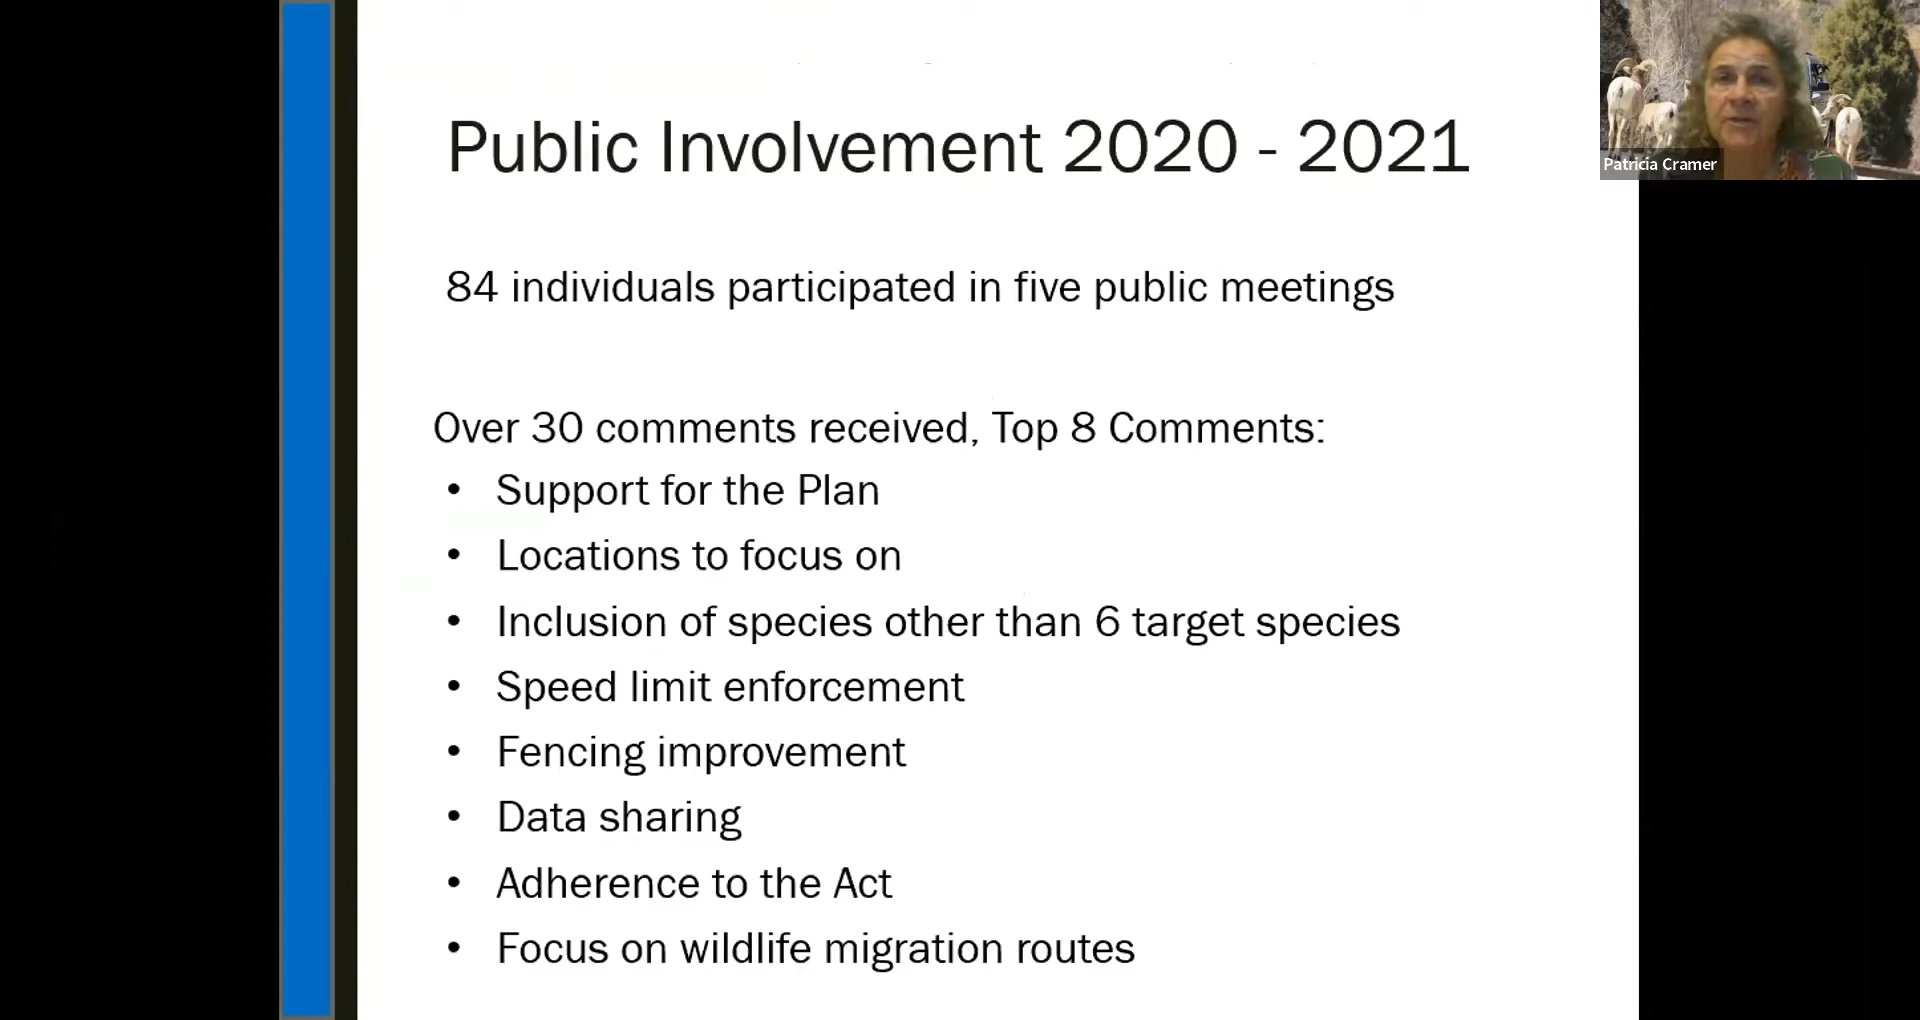 Public Involvement 2020 - 2021
Patricia Cramer
84 individuals participated in five public meetings
Over 30 comments received, Top 8 Comments:
• Support for the Plan
• Locations to focus on
• Inclusion of species other than 6 target species
• Speed limit enforcement
• Fencing improvement
• Data sharing
• Adherence to the Act
• Focus on wildlife migration routes